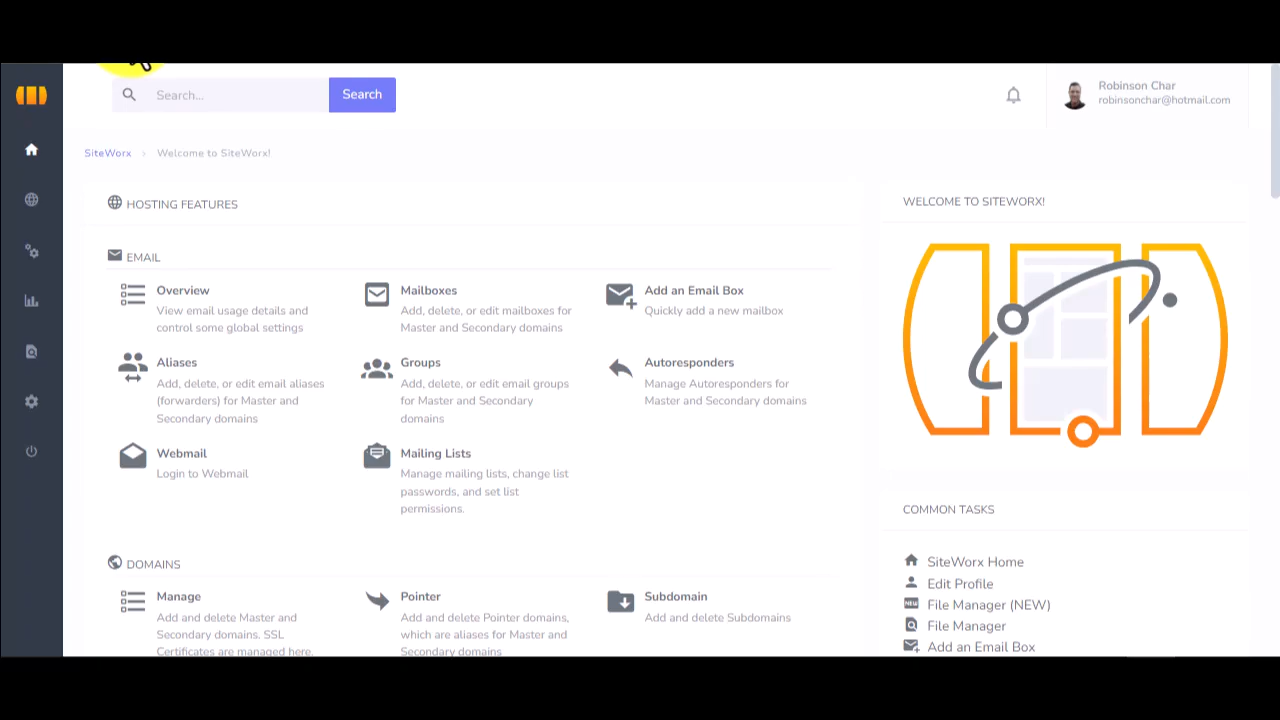 Search...
Search
Robinson Char
robinsonchar@hotmail.com
SiteWorx › Welcome to SiteWorx!
HOSTING FEATURES
EMAIL
Overview
View email usage details and
control some global settings
Mailboxes
Add, delete, or edit mailboxes for
Master and Secondary domains
Add an Email Box
Quickly add a new mailbox
Aliases
Add, delete, or edit email aliases
(forwarders) for Master and
Secondary domains
Groups
Add, delete, or edit email groups
for Master and Secondary
domains
Autoresponders
Manage Autoresponders for
Master and Secondary domains
Webmail
Login to Webmail
Mailing Lists
Manage mailing lists, change list
passwords, and set list
permissions.
DOMAINS
Manage
Add and delete Master and
Secondary domains. SSL
Certificates are managed here.
Pointer
Add and delete Pointer domains,
which are aliases for Master and
Secondary domains
Subdomain
Add and delete Subdomains
WELCOME TO SITEWORX!
COMMON TASKS
SiteWorx Home
Edit Profile
NEW File Manager (NEW)
File Manager
Add an Email Box